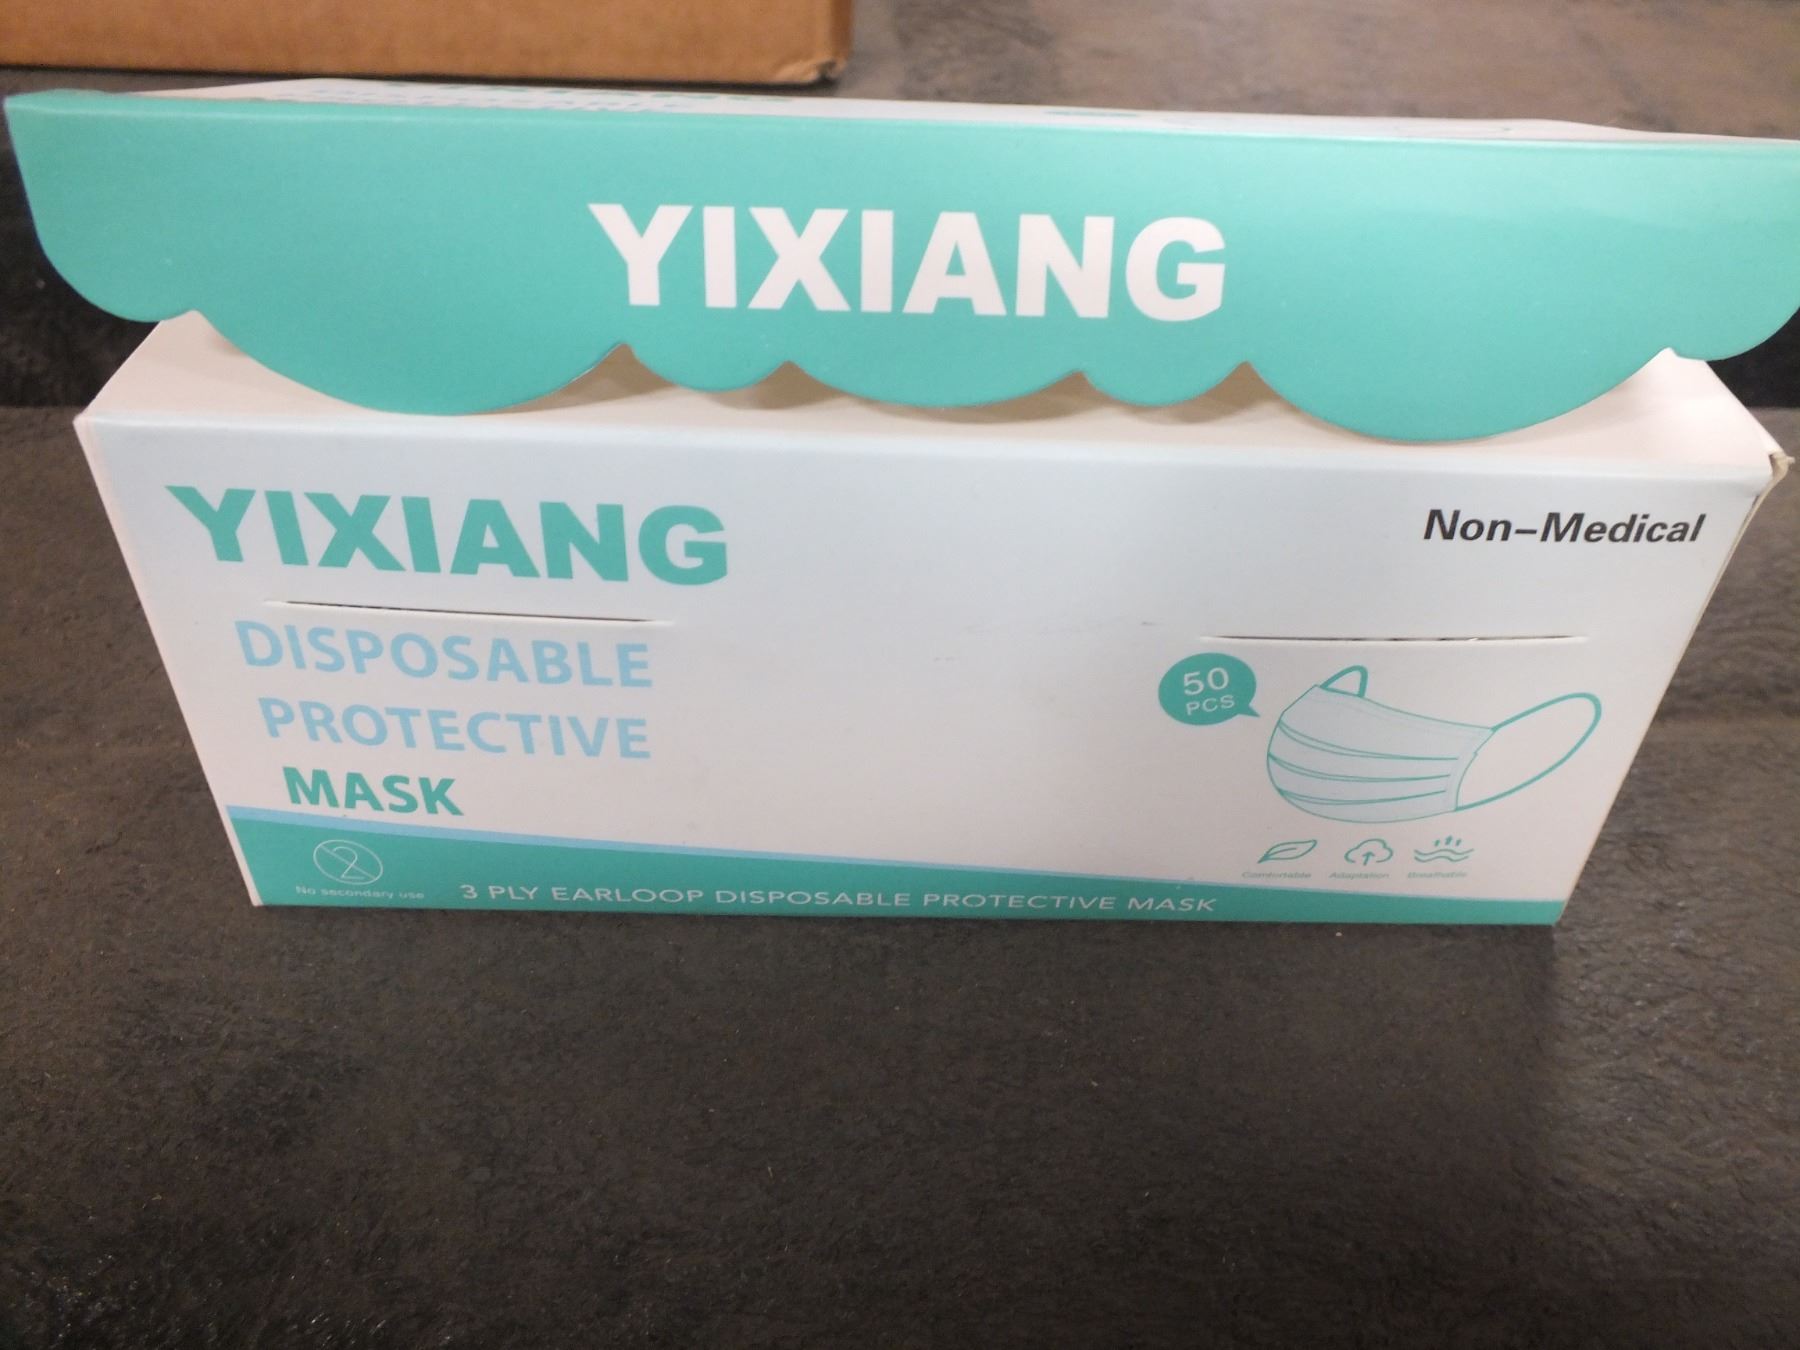 YIXIANG
YIXIANG
Non-Medical
DISPOSABLE
PROTECTIVE
MASK
50
PCS
Comfortable
Adaptation
Breathable
2
No secondary use
3 PLY EARLOOP DISPOSABLE PROTECTIVE MASK